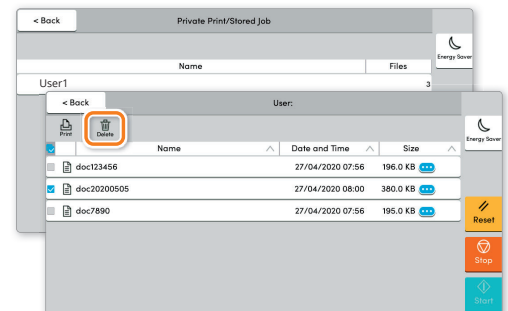 < Back Private Print/Stored Job
Energy Saver
Name Files
User1 3
< Back User:
Print Delete
Energy Saver
Name Date and Time Size
doc123456 27/04/2020 07:56 196.0 KB
doc20200505 27/04/2020 08:00 380.0 KB
doc7890 27/04/2020 07:56 195.0 KB
Reset
Stop
Start